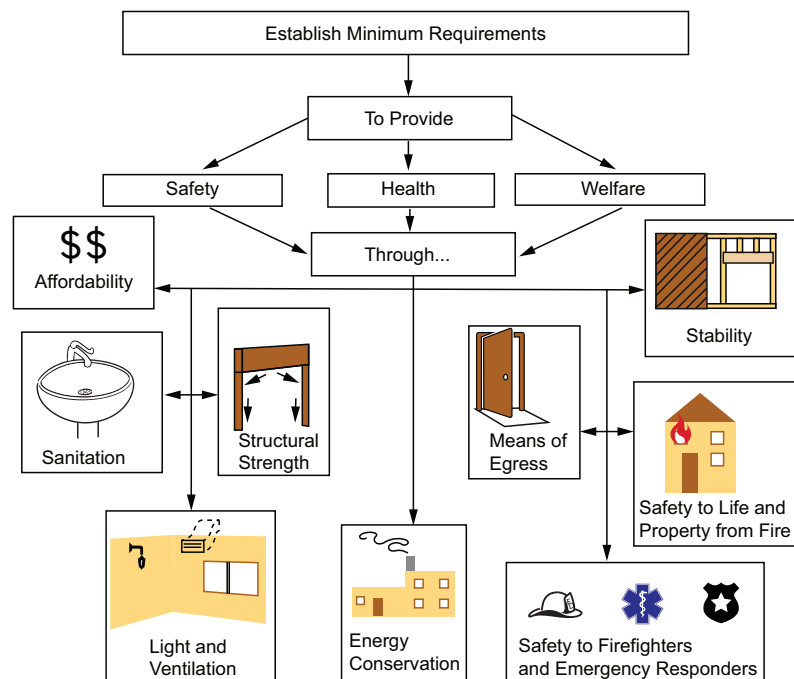 Establish Minimum Requirements
To Provide
Safety
Health
Welfare
Through...
$$
Affordability
Stability
Sanitation
Structural
Strength
Means of
Egress
Safety to Life and
Property from Fire
Light and
Ventilation
Energy
Conservation
Safety to Firefighters
and Emergency Responders